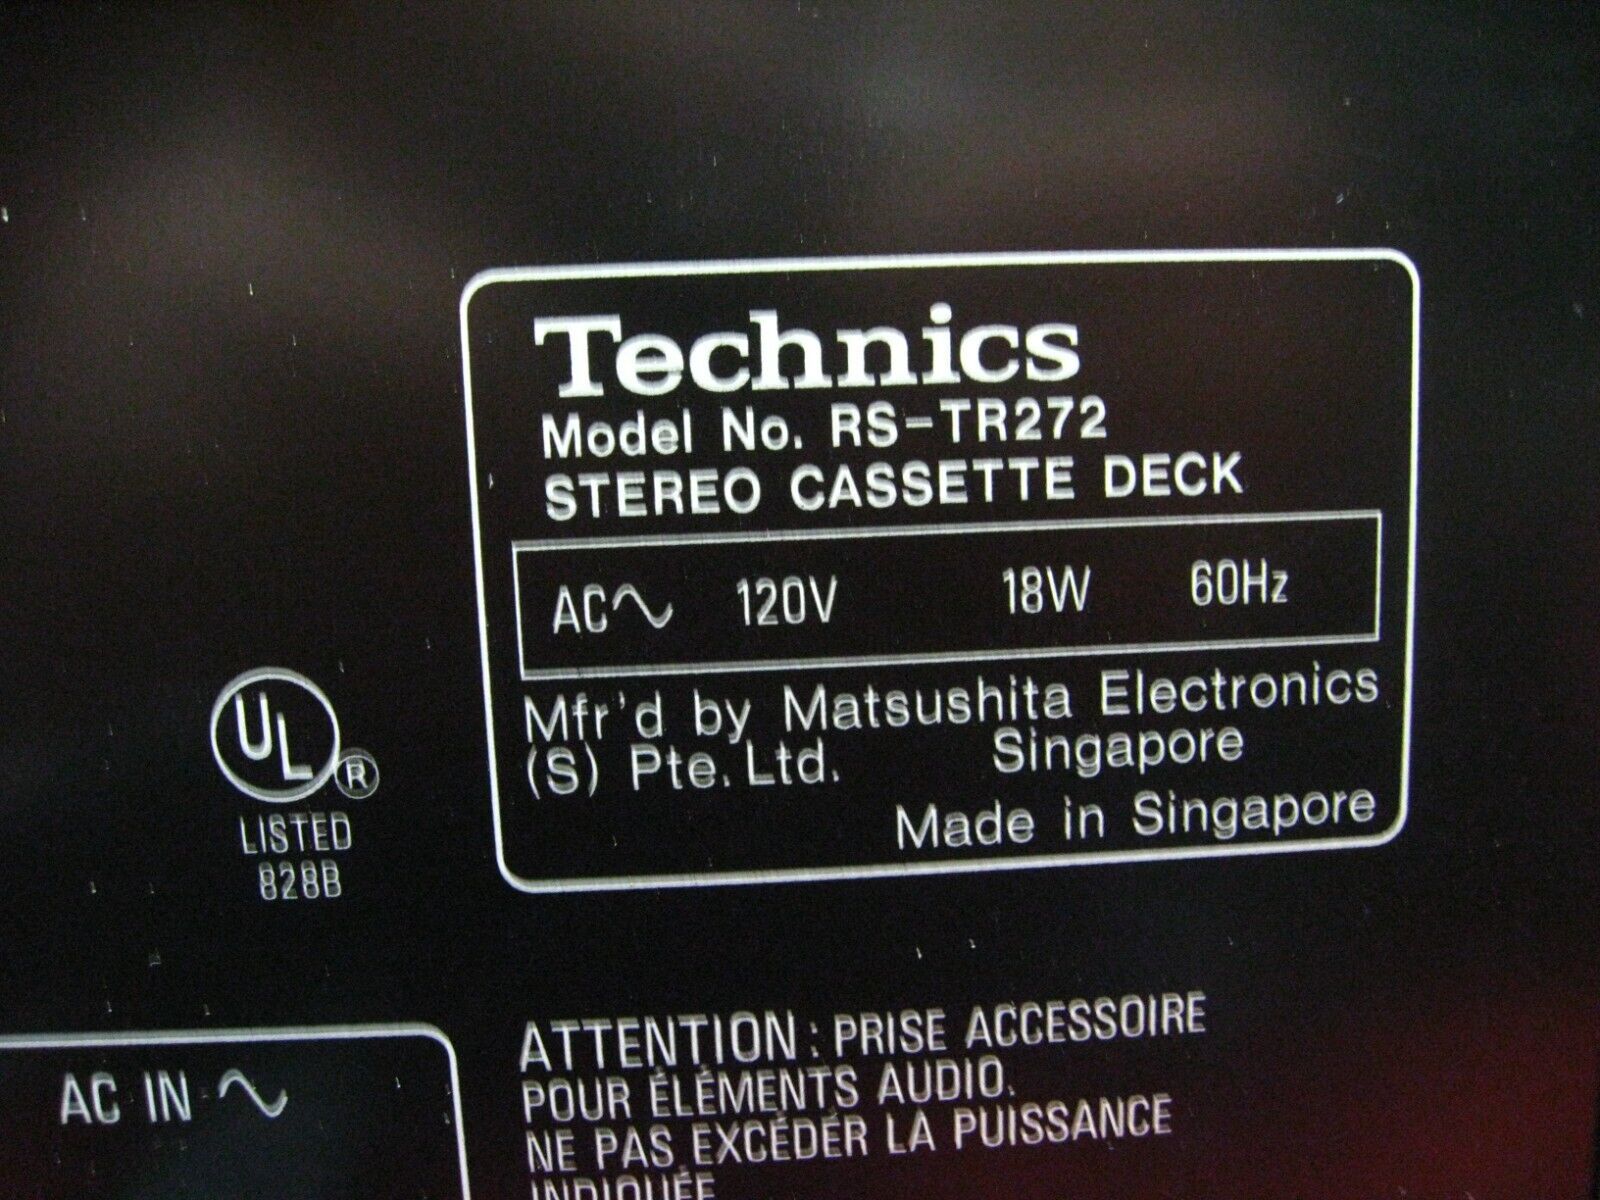 Technics
Model No. RS-TR272
STEREO CASSETTE DECK
AC 120V 18W 60Hz
Mfr'd by Matsushita Electronics
(S) Pte. Ltd. Singapore
Made in Singapore
UL ®
LISTED
828B
AC IN
ATTENTION : PRISE ACCESSOIRE
POUR ÉLÉMENTS AUDIO.
NE PAS EXCÉDER LA PUISSANCE
INDIQUÉE